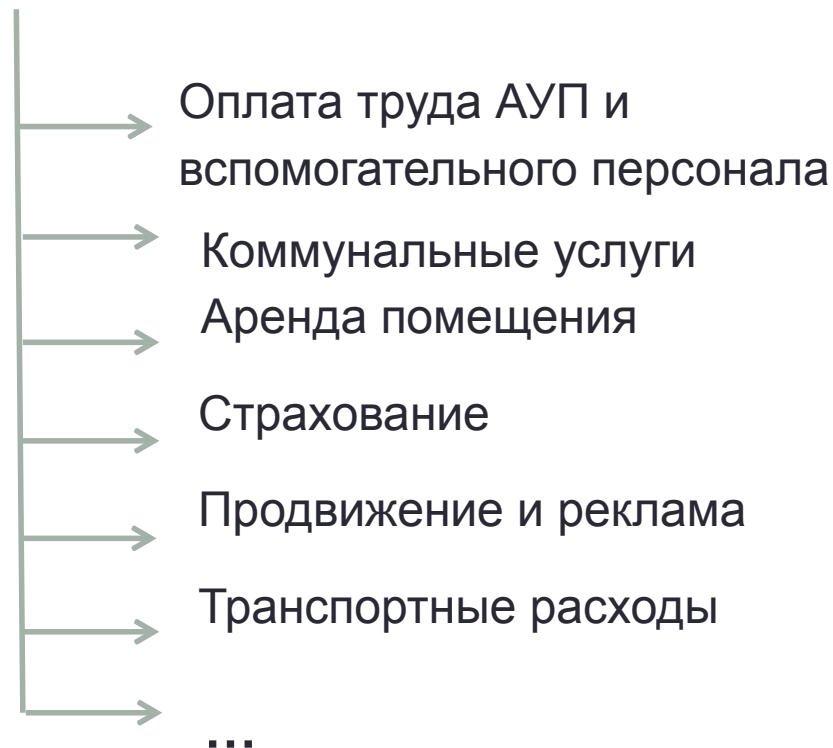 Оплата труда АУП и
вспомогательного персонала
Коммунальные услуги
Аренда помещения
Страхование
Продвижение и реклама
Транспортные расходы
...